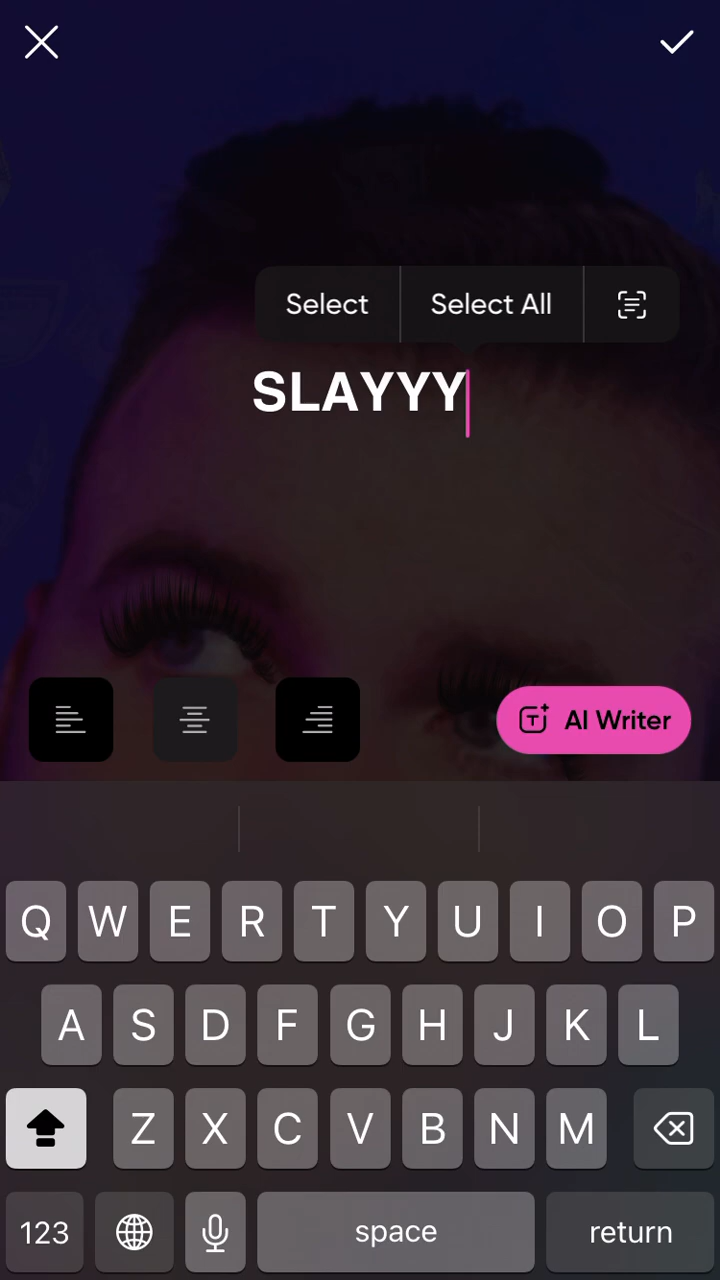 Select Select All
SLAYYY
AI Writer
Q W E R T Y U I O P
A S D F G H J K L
Z X C V B N M
123 space return